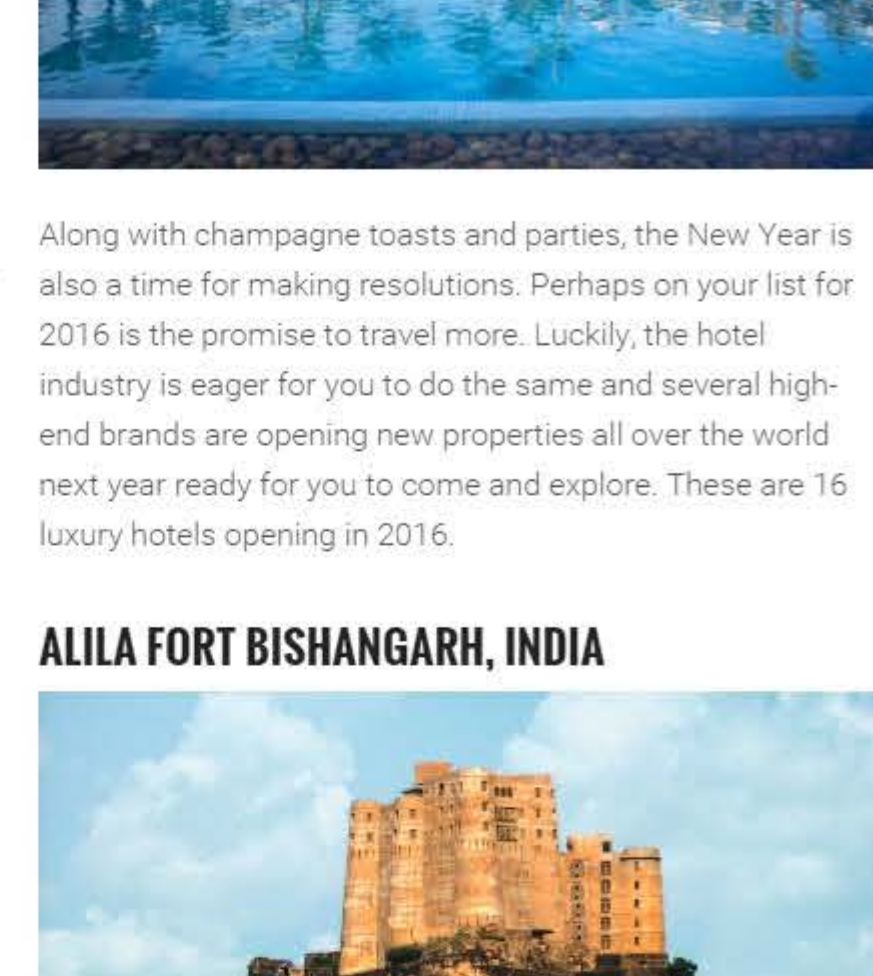 Along with champagne toasts and parties, the New Year is
also a time for making resolutions. Perhaps on your list for
2016 is the promise to travel more. Luckily, the hotel
industry is eager for you to do the same and several high-
end brands are opening new properties all over the world
next year ready for you to come and explore. These are 16
luxury hotels opening in 2016.
ALILA FORT BISHANGARH, INDIA